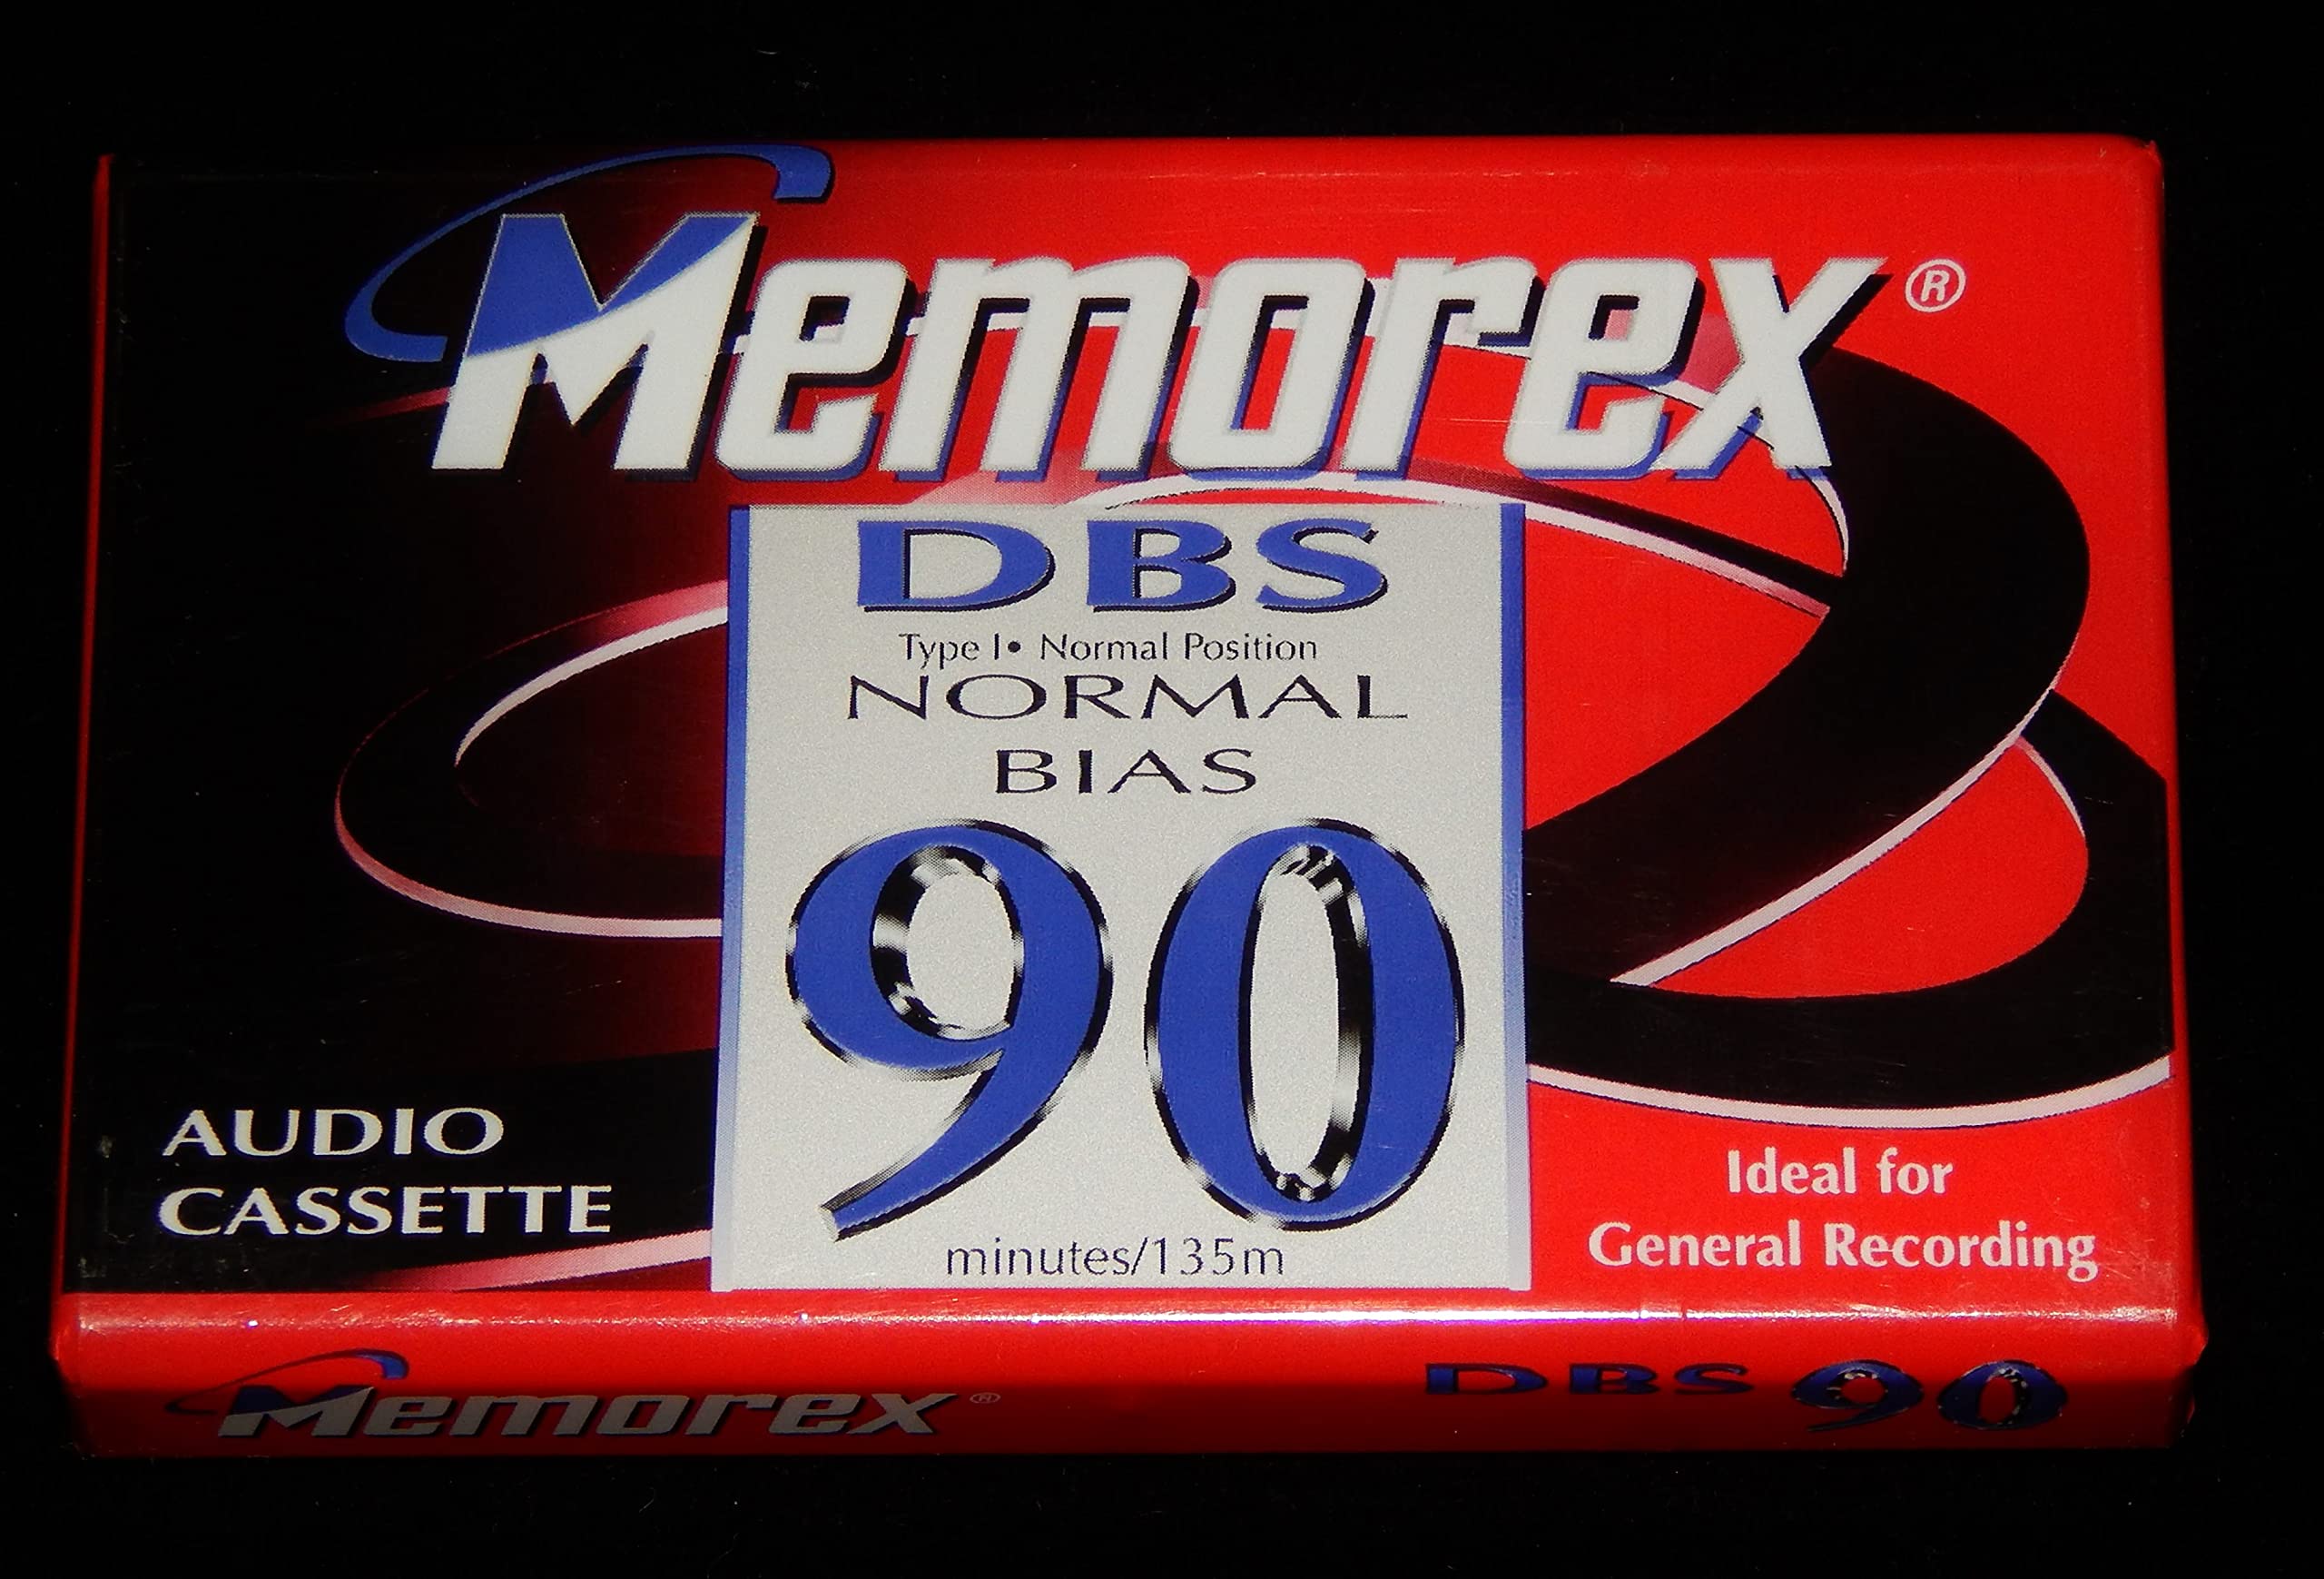 Memorex®
DBS
Type I• Normal Position
NORMAL
BIAS
90
minutes/135m
AUDIO
CASSETTE
Ideal for
General Recording
Memorex®
DBS 90